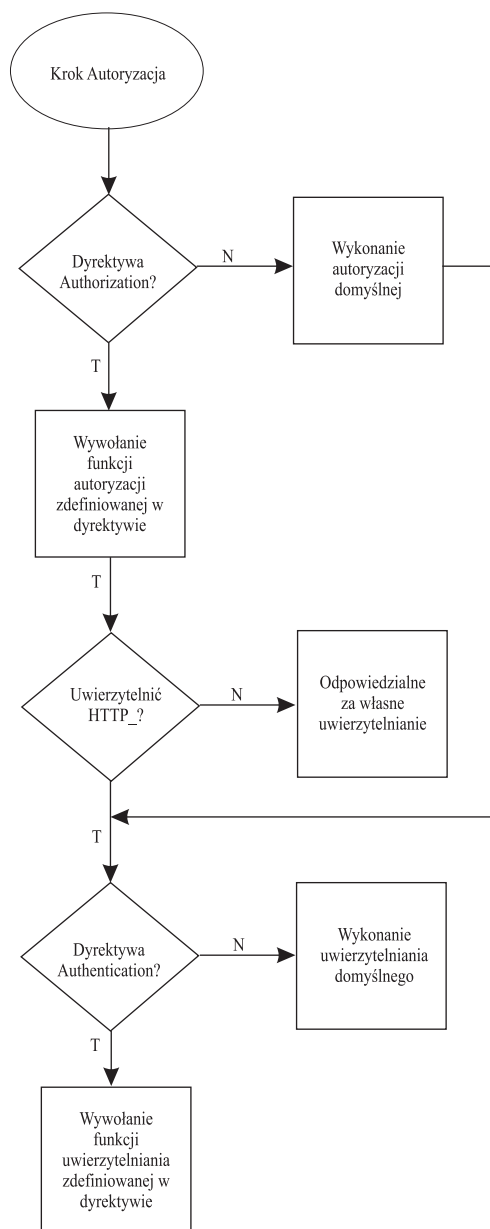 Krok Autoryzacja
Dyrektywa
Authorization?
N
Wykonanie
autoryzacji
domyślnej
T
Wywołanie
funkcji
autoryzacji
zdefiniowanej w
dyrektywie
T
Uwierzytelnić
HTTP_?
N
Odpowiedzialne
za własne
uwierzytelnianie
T
Dyrektywa
Authentication?
N
Wykonanie
uwierzytelniania
domyślnego
T
Wywołanie
funkcji
uwierzytelniania
zdefiniowanej w
dyrektywie